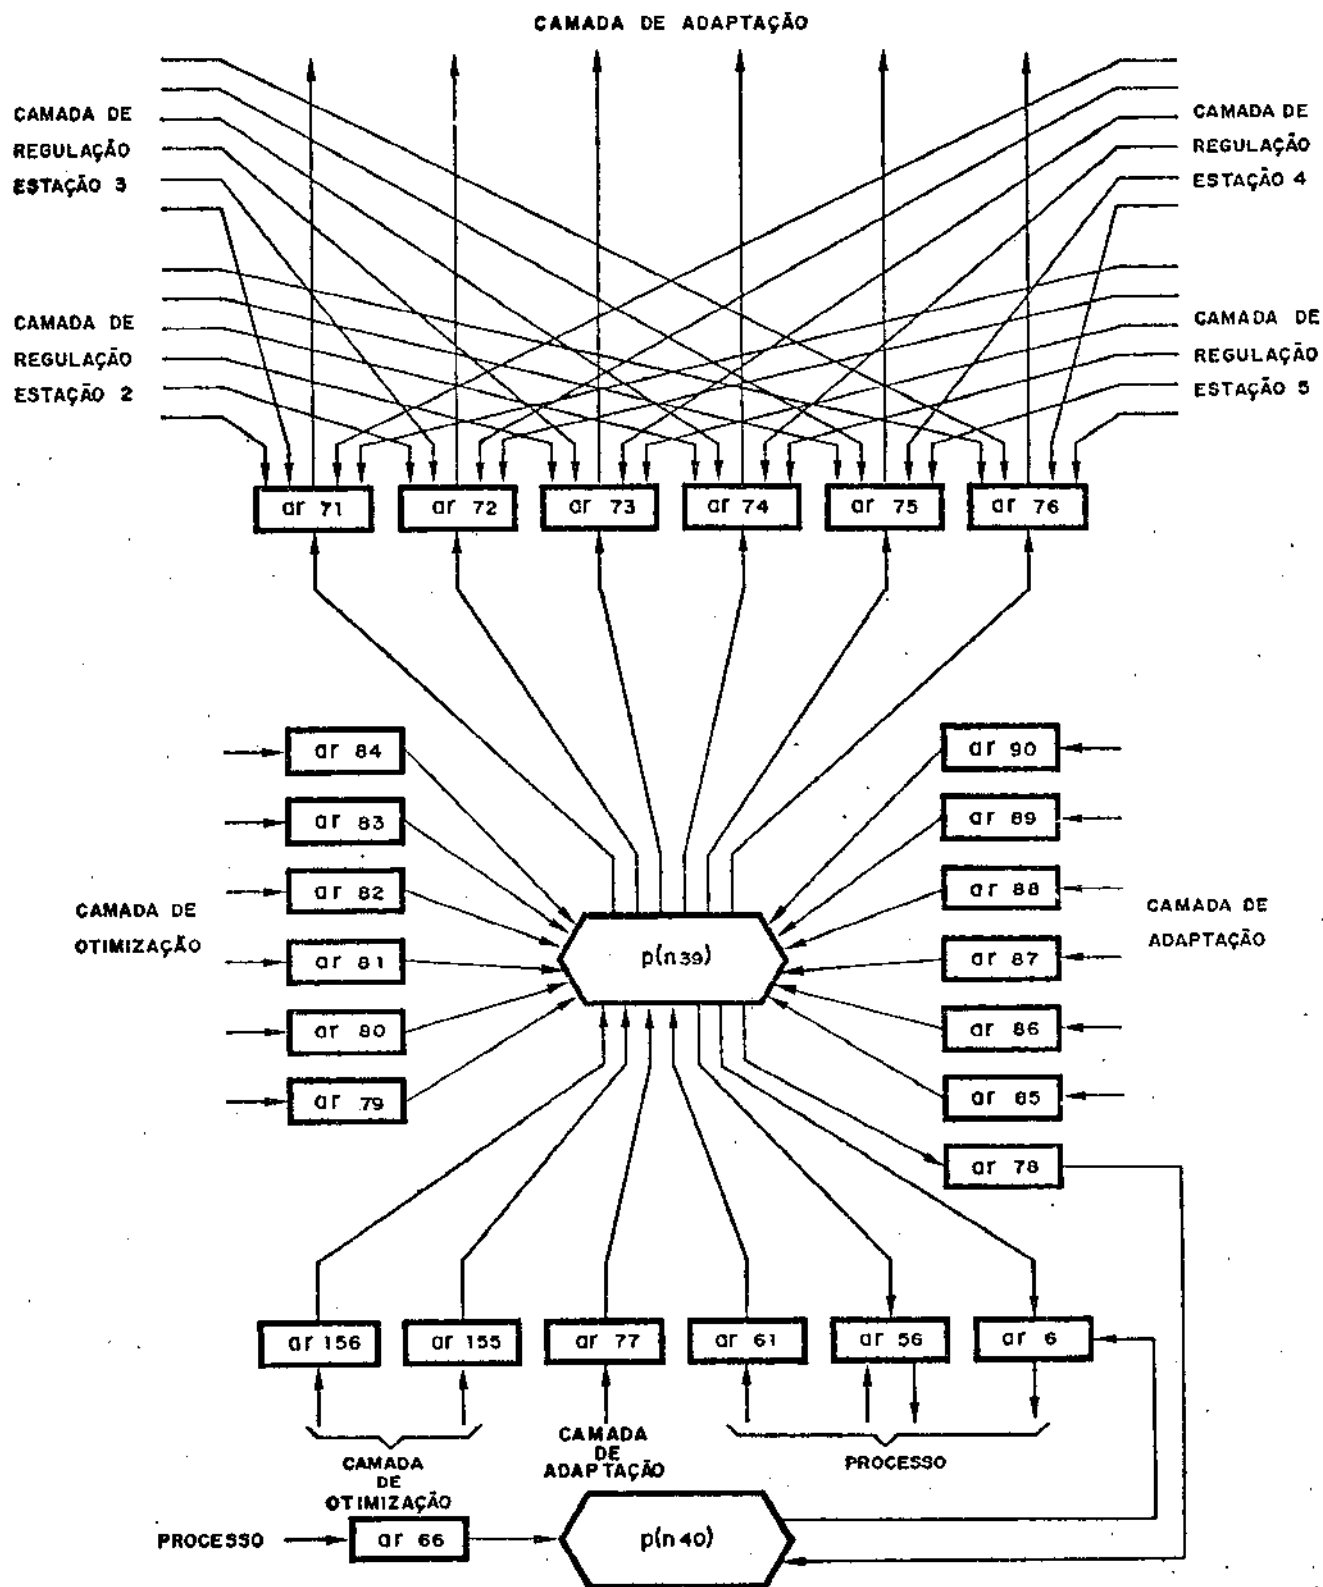 CAMADA DE ADAPTAÇÃO
CAMADA DE
REGULAÇÃO
ESTAÇÃO 3
CAMADA DE
REGULAÇÃO
ESTAÇÃO 4
CAMADA DE
REGULAÇÃO
ESTAÇÃO 2
CAMADA DE
REGULAÇÃO
ESTAÇÃO 5
ar 71
ar 72
ar 73
ar 74
ar 75
ar 76
ar 84
ar 83
ar 82
ar 81
ar 80
ar 79
CAMADA DE
OTIMIZAÇÃO
p(n39)
ar 90
ar 89
ar 88
ar 87
ar 86
ar 85
ar 78
CAMADA DE
ADAPTAÇÃO
ar 156
ar 155
ar 77
ar 61
ar 56
ar 6
CAMADA
DE
OTIMIZAÇÃO
CAMADA
DE
ADAPTAÇÃO
PROCESSO
PROCESSO
ar 66
p(n40)